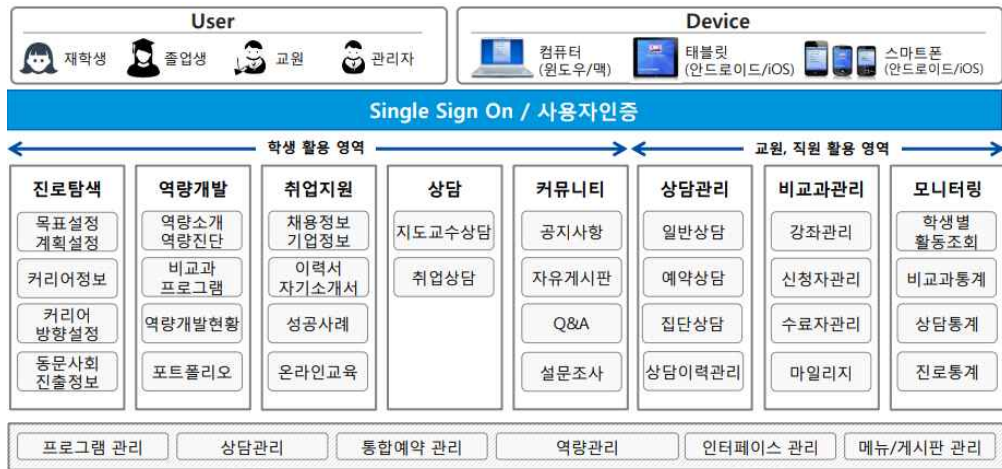 User
재학생
졸업생
교원
관리자
Device
컴퓨터
(윈도우/맥)
태블릿
(안드로이드/iOS)
스마트폰
(안드로이드/iOS)
Single Sign On / 사용자인증
학생 활용 영역
교원, 직원 활용 영역
진로탐색
목표설정
계획설정
커리어정보
커리어
방향설정
동문사회
진출정보
역량개발
역량소개
역량진단
비교과
프로그램
역량개발현황
포트폴리오
취업지원
채용정보
기업정보
이력서
자기소개서
성공사례
온라인교육
상담
지도교수상담
취업상담
커뮤니티
공지사항
자유게시판
Q&A
설문조사
상담관리
일반상담
예약상담
집단상담
상담이력관리
비교과관리
강좌관리
신청자관리
수료자관리
마일리지
모니터링
학생별
활동조회
비교과통계
상담통계
진로통계
프로그램 관리
상담관리
통합예약 관리
역량관리
인터페이스 관리
메뉴/게시판 관리